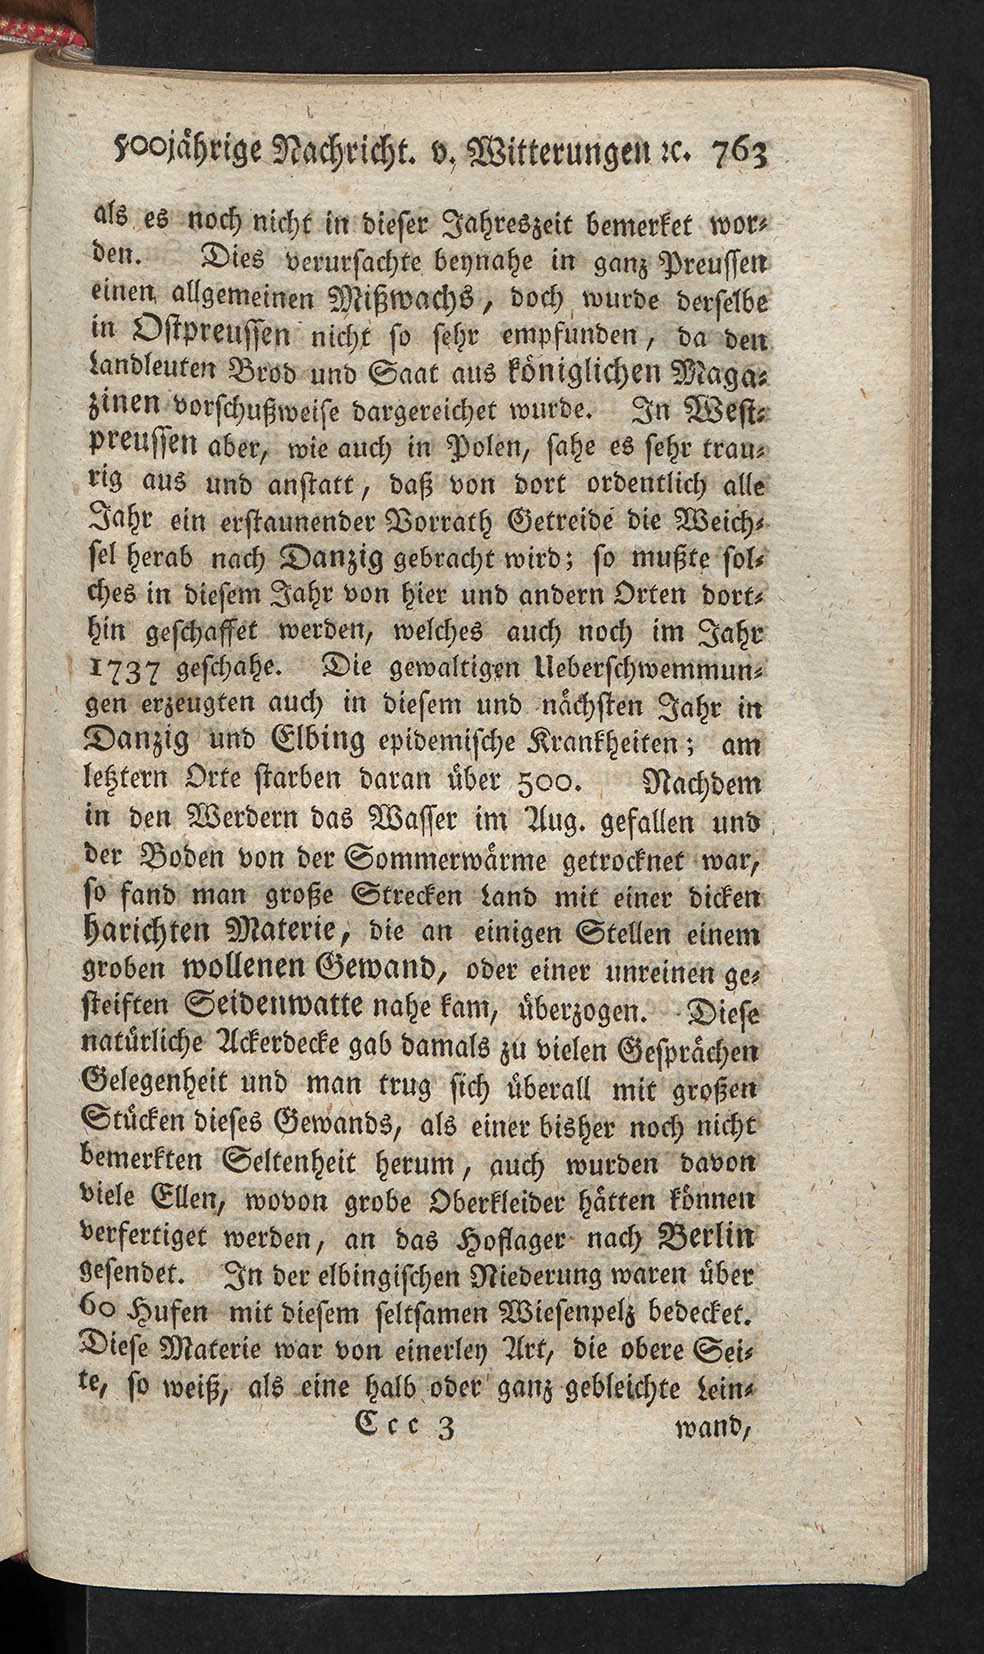 500jährige Nachricht. v. Witterungen ꝛc. 763
als es noch nicht in dieser Jahreszeit bemerket wor⸗
den. Dies verursachte beynahe in ganz Preussen
einen allgemeinen Mißwachs, doch wurde derselbe
in Ostpreussen nicht so sehr empfunden, da den
Landleuten Brod und Saat aus königlichen Maga⸗
zinen vorschußweise dargereichet wurde. In West⸗
preussen aber, wie auch in Polen, sahe es sehr trau⸗
rig aus und anstatt, daß von dort ordentlich alle
Jahr ein erstaunender Vorrath Getreide die Weich⸗
sel herab nach Danzig gebracht wird; so mußte sol⸗
ches in diesem Jahr von hier und andern Orten dort⸗
hin geschaffet werden, welches auch noch im Jahr
1737 geschahe. Die gewaltigen Ueberschwemmun⸗
gen erzeugten auch in diesem und nächsten Jahr in
Danzig und Elbing epidemische Krankheiten; am
letztern Orte starben daran über 500. Nachdem
in den Werdern das Wasser im Aug. gefallen und
der Boden von der Sommerwärme getrocknet war,
so fand man große Strecken Land mit einer dicken
harichten Materie, die an einigen Stellen einem
groben wollenen Gewand, oder einer unreinen ge⸗
steiften Seidenwatte nahe kam, überzogen. Diese
natürliche Ackerdecke gab damals zu vielen Gesprächen
Gelegenheit und man trug sich überall mit großen
Stücken dieses Gewands, als einer bisher noch nicht
bemerkten Seltenheit herum, auch wurden davon
viele Ellen, wovon grobe Oberkleider hätten können
verfertiget werden, an das Hoflager nach Berlin
gesendet. In der elbingischen Niederung waren über
60 Hufen mit diesem seltsamen Wiesenpelz bedecket.
Diese Materie war von einerley Art, die obere Sei⸗
te, so weiß, als eine halb oder ganz gebleichte Lein⸗
Ccc 3 wand,